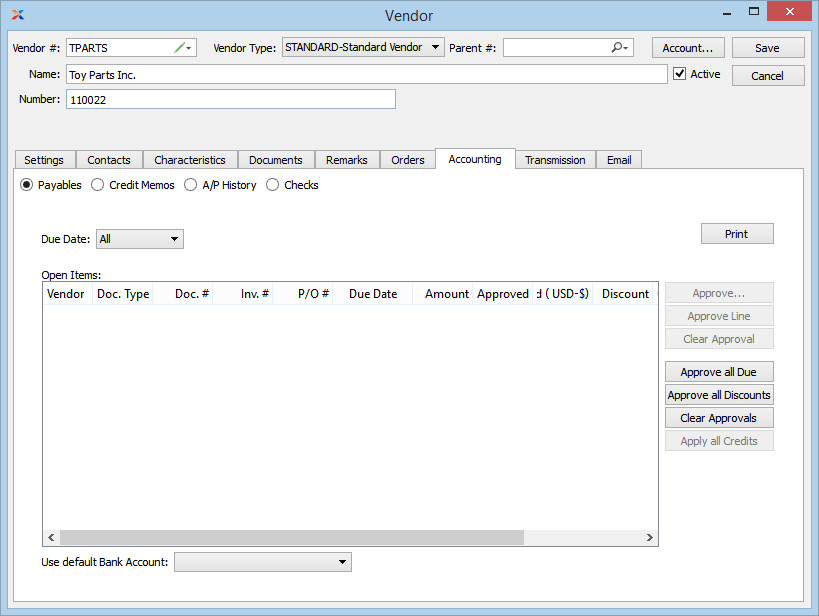 Vendor
Vendor #: TPARTS Vendor Type: STANDARD-Standard Vendor Parent #: Account... Save
Name: Toy Parts Inc. Active Cancel
Number: 110022
Settings Contacts Characteristics Documents Remarks Orders Accounting Transmission Email
Payables Credit Memos A/P History Checks
Due Date: All Print
Open Items:
Vendor Doc. Type Doc. # Inv. # P/O # Due Date Amount Approved d ( USD-$) Discount
Approve...
Approve Line
Clear Approval
Approve all Due
Approve all Discounts
Clear Approvals
Apply all Credits
Use default Bank Account: